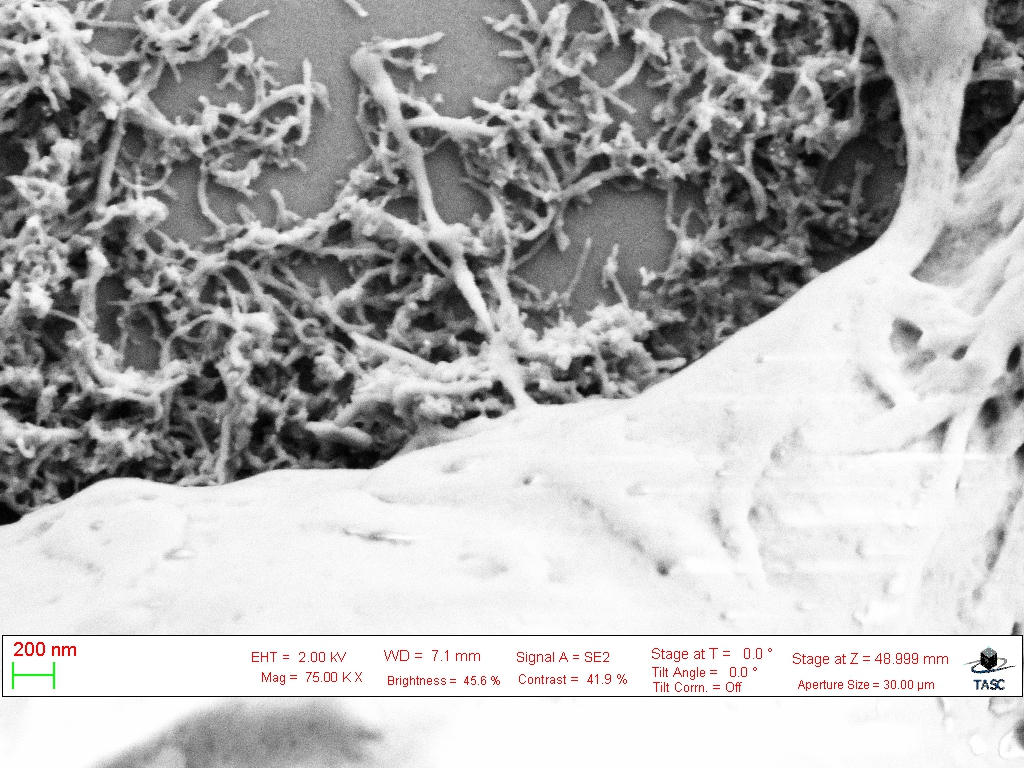 200 nm
EHT = 2.00 kV
WD = 7.1 mm
Signal A = SE2
Stage at T = 0.0 °
Stage at Z = 48.999 mm
Mag = 75.00 K X
Brightness = 45.6 %
Contrast = 41.9 %
Tilt Angle = 0.0 °
Tilt Corrn. = Off
Aperture Size = 30.00 µm
TASC